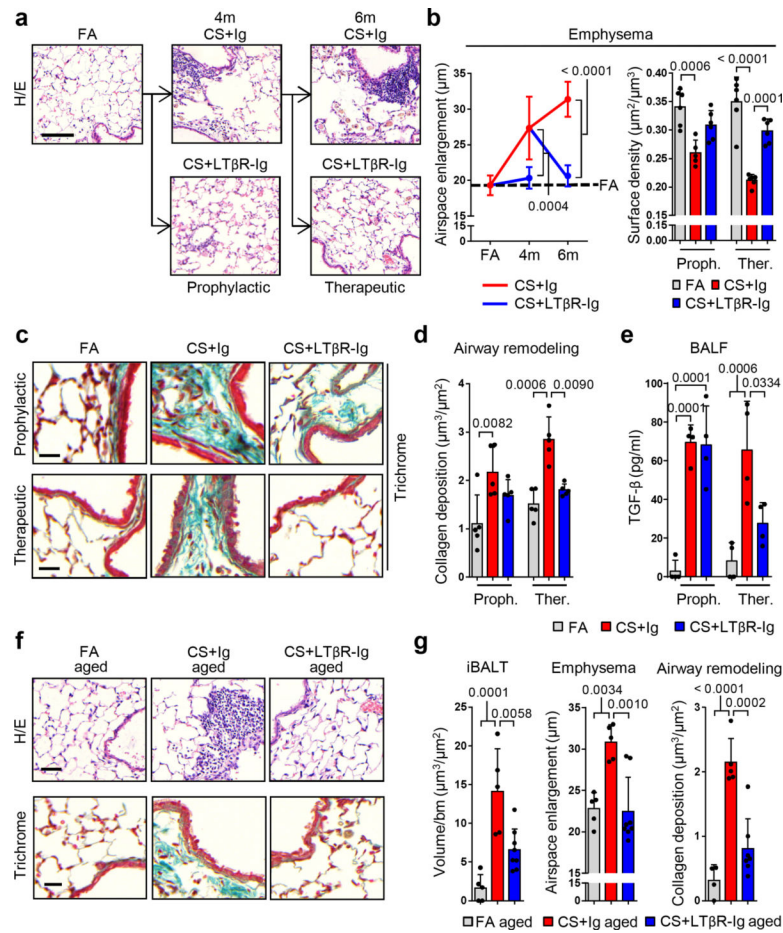 a
4m
6m
FA
CS+Ig
CS+Ig
H/E
CS+LTβR-Ig
CS+LTβR-Ig
Prophylactic
Therapeutic
b
Emphysema
Airspace enlargement (μm)
35
30
25
20
15
15
0
< 0.0001
0.0004
FA
FA
4m
6m
CS+Ig
CS+LTβR-Ig
Surface density (μm²/μm³)
0.40
0.35
0.30
0.25
0.20
0.15
0.00
0.0006
< 0.0001
0.0001
Proph.
Ther.
FA
CS+Ig
CS+LTβR-Ig
c
FA
CS+Ig
CS+LTβR-Ig
Prophylactic
Therapeutic
Trichrome
d
Airway remodeling
Collagen deposition (μm³/μm²)
4
3
2
1
0
0.0082
0.0006
0.0090
Proph.
Ther.
e
BALF
TGF-β (pg/ml)
100
80
60
40
20
0
0.0001
0.0001
0.0006
0.0334
Proph.
Ther.
FA
CS+Ig
CS+LTβR-Ig
f
FA
aged
CS+Ig
aged
CS+LTβR-Ig
aged
H/E
Trichrome
g
iBALT
Volume/bm (μm³/μm²)
25
20
15
10
5
0
0.0001
0.0058
Emphysema
Airspace enlargement (μm)
35
30
25
20
15
15
0
0.0034
0.0010
Airway remodeling
Collagen deposition (μm³/μm²)
4
3
2
1
0
< 0.0001
0.0002
FA aged
CS+Ig aged
CS+LTβR-Ig aged